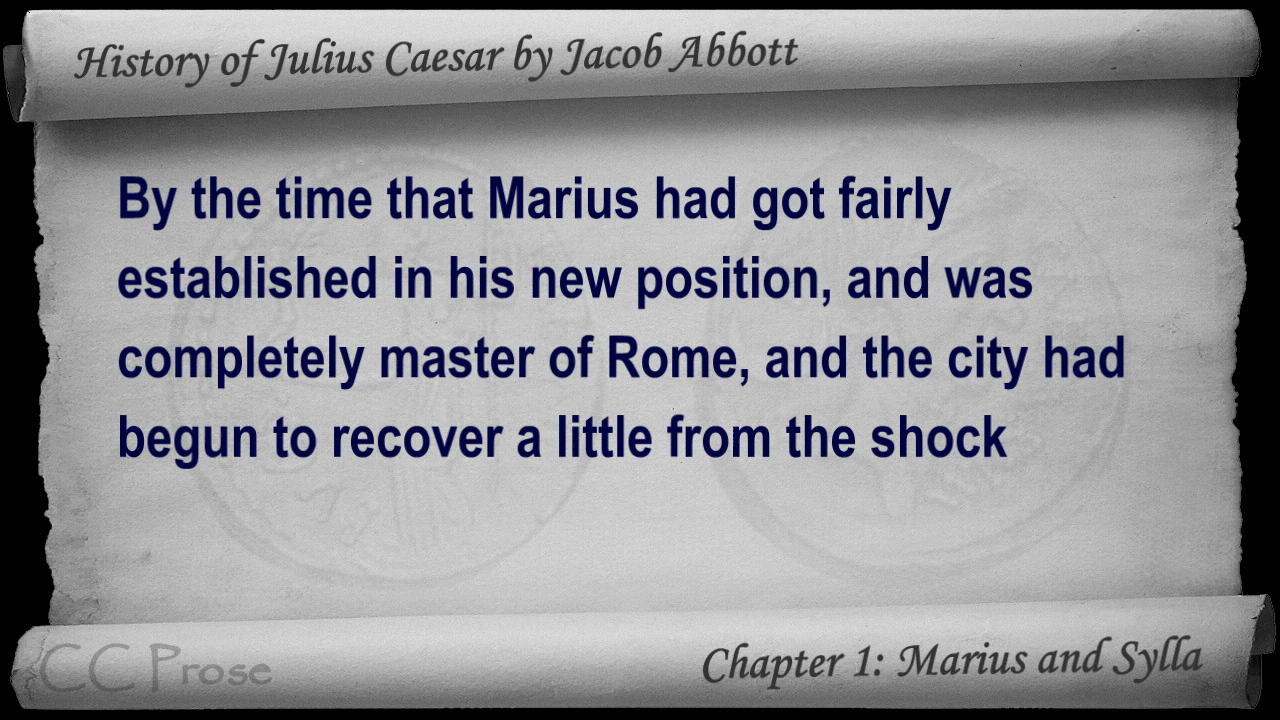 History of Julius Caesar by Jacob Abbott
By the time that Marius had got fairly
established in his new position, and was
completely master of Rome, and the city had
begun to recover a little from the shock
CC Prose
Chapter 1: Marius and Sylla